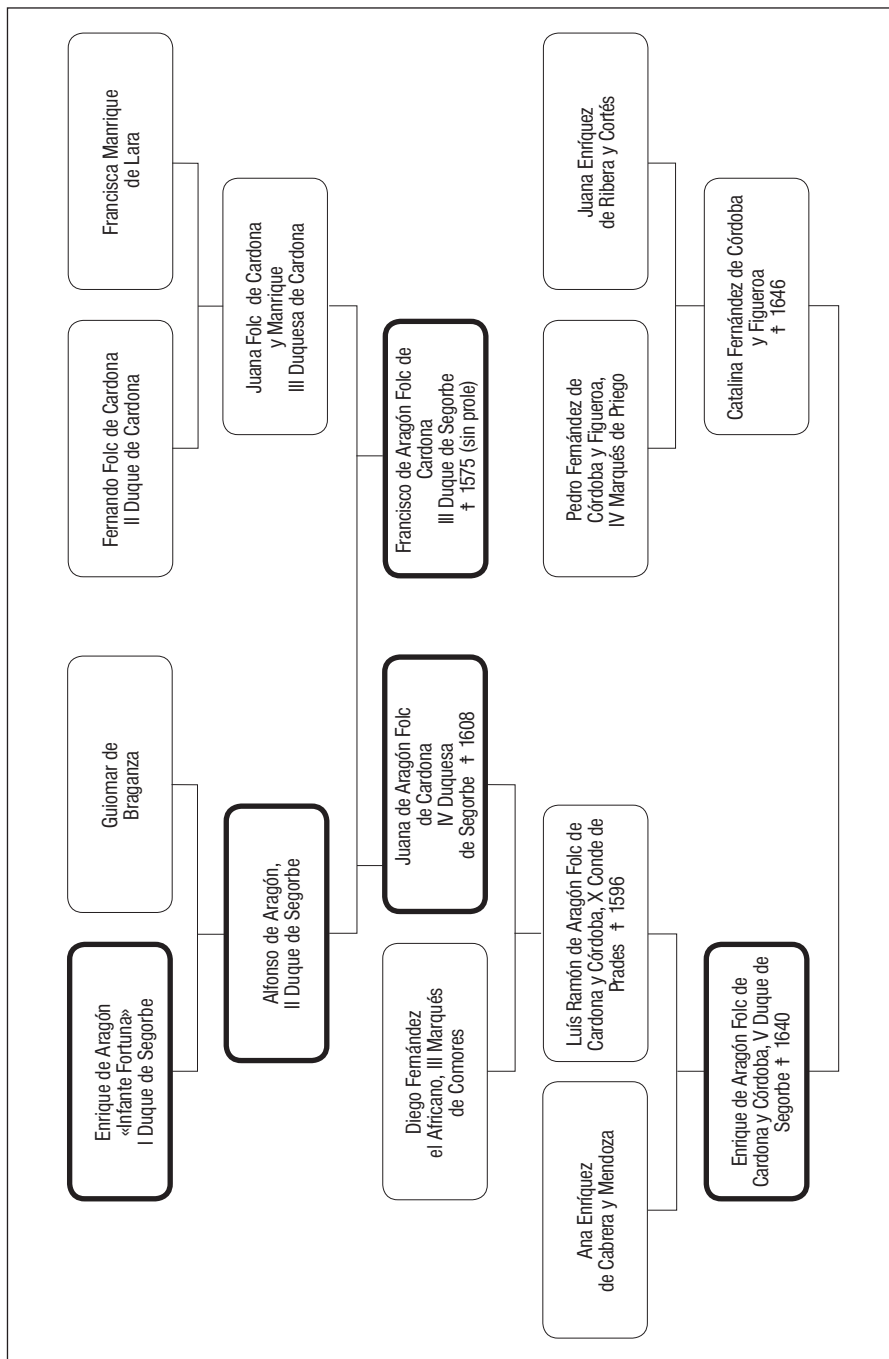 Enrique de Aragón
«Infante Fortuna»
I Duque de Segorbe
Guiomar de
Braganza
Fernando Folc de Cardona
II Duque de Cardona
Francisca Manrique
de Lara
Alfonso de Aragón,
II Duque de Segorbe
Juana Folc de Cardona
y Manrique
III Duquesa de Cardona
Diego Fernández
el Africano, III Marqués
de Comores
Juana de Aragón Folc
de Cardona
IV Duquesa
de Segorbe † 1608
Francisco de Aragón Folc de
Cardona
III Duque de Segorbe
† 1575 (sin prole)
Ana Enríquez
de Cabrera y Mendoza
Luís Ramón de Aragón Folc de
Cardona y Córdoba, X Conde de
Prades † 1596
Pedro Fernández de
Córdoba y Figueroa,
IV Marqués de Priego
Juana Enríquez
de Ribera y Cortés
Enrique de Aragón Folc de
Cardona y Córdoba, V Duque de
Segorbe † 1640
Catalina Fernández de Córdoba
y Figueroa
† 1646